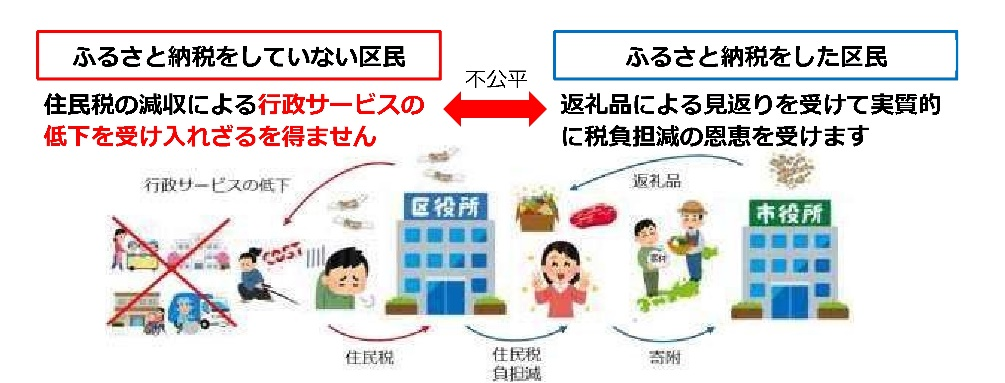 ふるさと納税をしていない区民
ふるさと納税をした区民
不公平
住民税の減収による行政サービスの
低下を受け入れざるを得ません
返礼品による見返りを受けて実質的
に税負担減の恩恵を受けます
行政サービスの低下
返礼品
区役所
市役所
COST
寄付
住民税
住民税
負担減
寄附